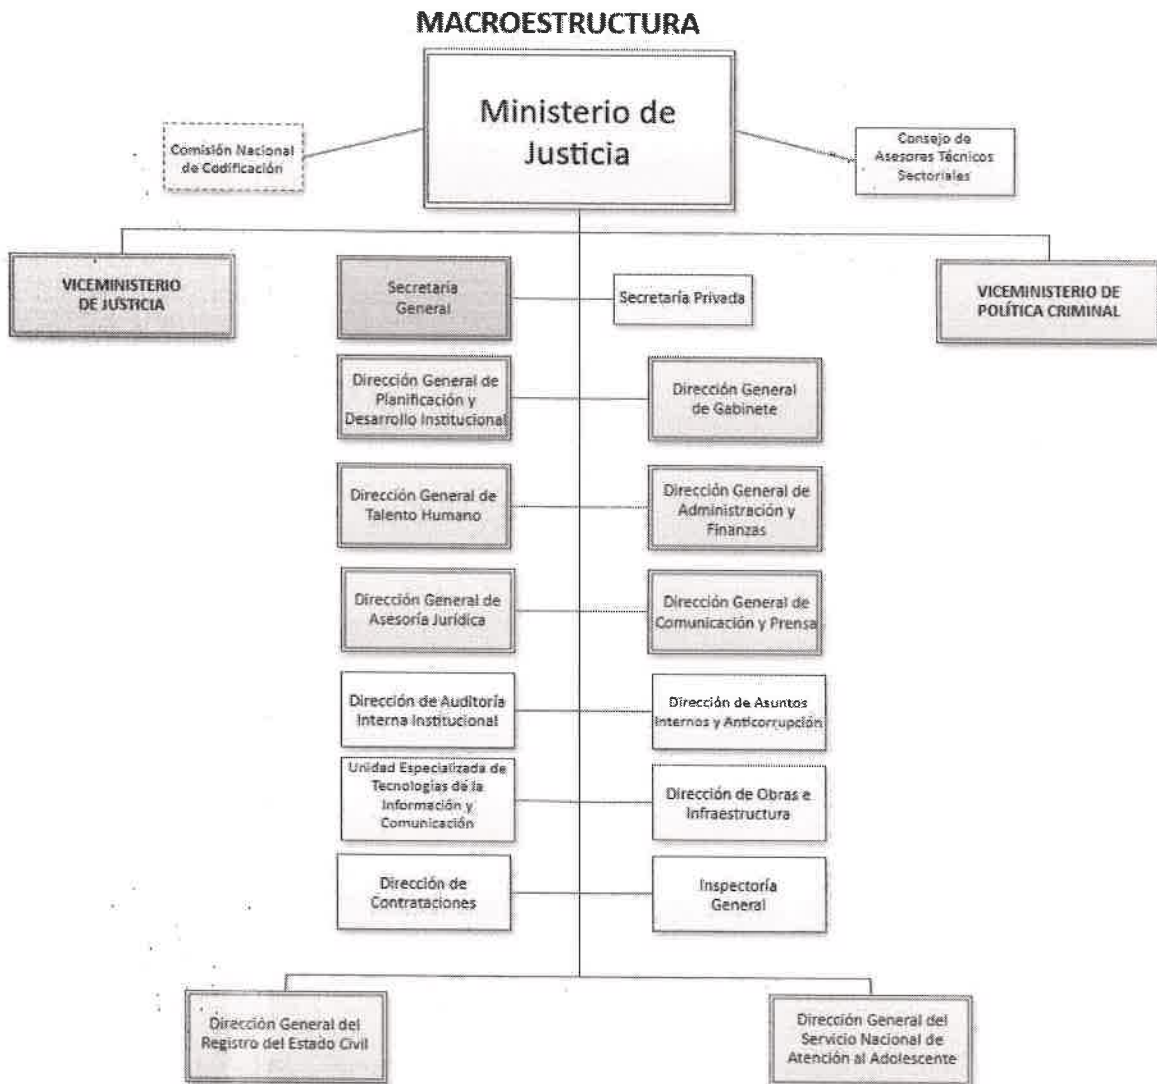 MACROESTRUCTURA
Ministerio de
Justicia
Comisión Nacional
de Codificación
Consejo de
Asesores Técnicos
Sectoriales
VICEMINISTERIO
DE JUSTICIA
Secretaría
General
Secretaría Privada
VICEMINISTERIO DE
POLÍTICA CRIMINAL
Dirección General de
Planificación y
Desarrollo Institucional
Dirección General
de Gabinete
Dirección General de
Talento Humano
Dirección General de
Administración y
Finanzas
Dirección General de
Asesoría Jurídica
Dirección General de
Comunicación y Prensa
Dirección de Auditoría
Interna Institucional
Dirección de Asuntos
Internos y Anticorrupción
Unidad Especializada de
Tecnologías de la
Información y
Comunicación
Dirección de Obras e
Infraestructura
Dirección de
Contrataciones
Inspectoría
General
Dirección General del
Registro del Estado Civil
Dirección General del
Servicio Nacional de
Atención al Adolescente